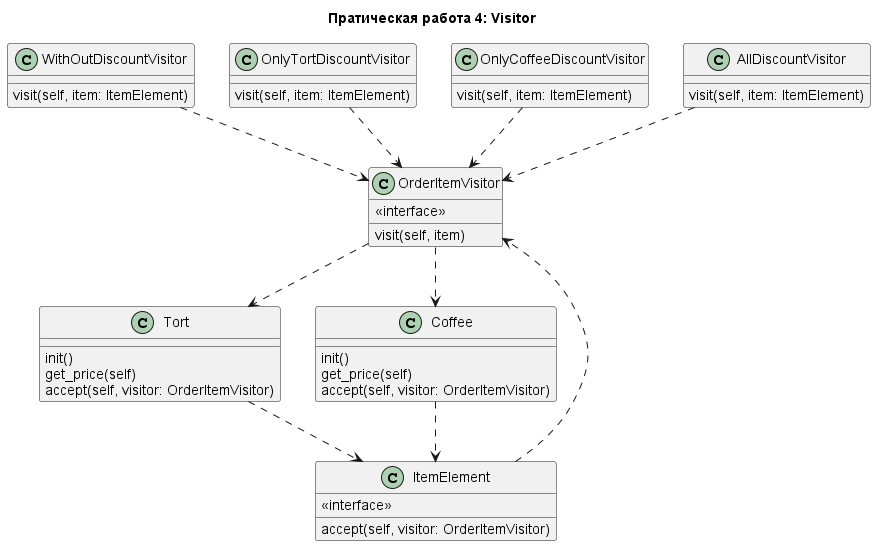 Пратическая работа 4: Visitor
C WithOutDiscountVisitor
visit(self, item: ItemElement)
C OnlyTortDiscountVisitor
visit(self, item: ItemElement)
C OnlyCoffeeDiscountVisitor
visit(self, item: ItemElement)
C AllDiscountVisitor
visit(self, item: ItemElement)
C OrderItemVisitor
«interface»
visit(self, item)
C Tort
init()
get_price(self)
accept(self, visitor: OrderItemVisitor)
C Coffee
init()
get_price(self)
accept(self, visitor: OrderItemVisitor)
C ItemElement
«interface»
accept(self, visitor: OrderItemVisitor)